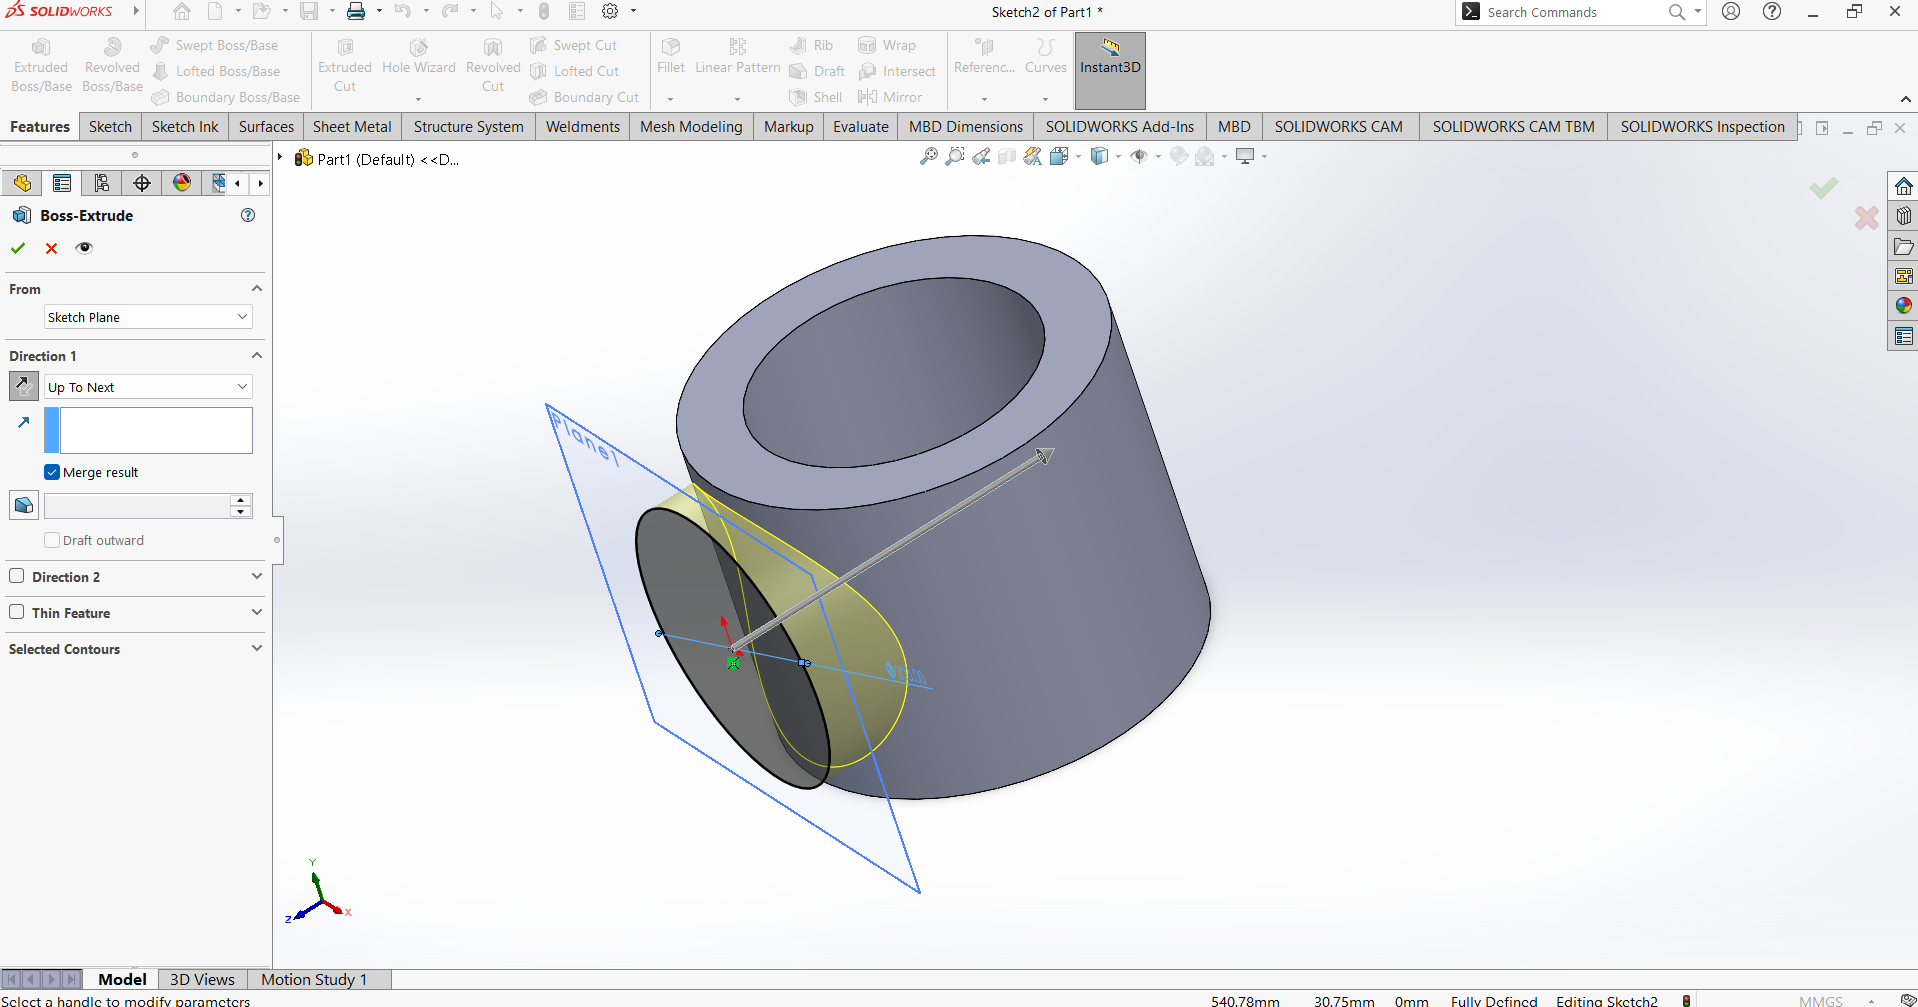 SOLIDWORKS
Sketch2 of Part1 *
Search Commands
Extruded Boss/Base
Revolved Boss/Base
Swept Boss/Base
Lofted Boss/Base
Boundary Boss/Base
Extruded Cut
Hole Wizard
Revolved Cut
Swept Cut
Lofted Cut
Boundary Cut
Fillet
Linear Pattern
Rib
Draft
Shell
Wrap
Intersect
Mirror
Referenc...
Curves
Instant3D
Features Sketch Sketch Ink Surfaces Sheet Metal Structure System Weldments Mesh Modeling Markup Evaluate MBD Dimensions SOLIDWORKS Add-Ins MBD SOLIDWORKS CAM SOLIDWORKS CAM TBM SOLIDWORKS Inspection
Part1 (Default) <<D...
Boss-Extrude
From
Sketch Plane
Direction 1
Up To Next
Merge result
Draft outward
Direction 2
Thin Feature
Selected Contours
Plane1
Y
Z
X
Model 3D Views Motion Study 1
Select a handle to modify parameters
540.78mm 30.75mm 0mm Fully Defined Editing Sketch2 MMGS